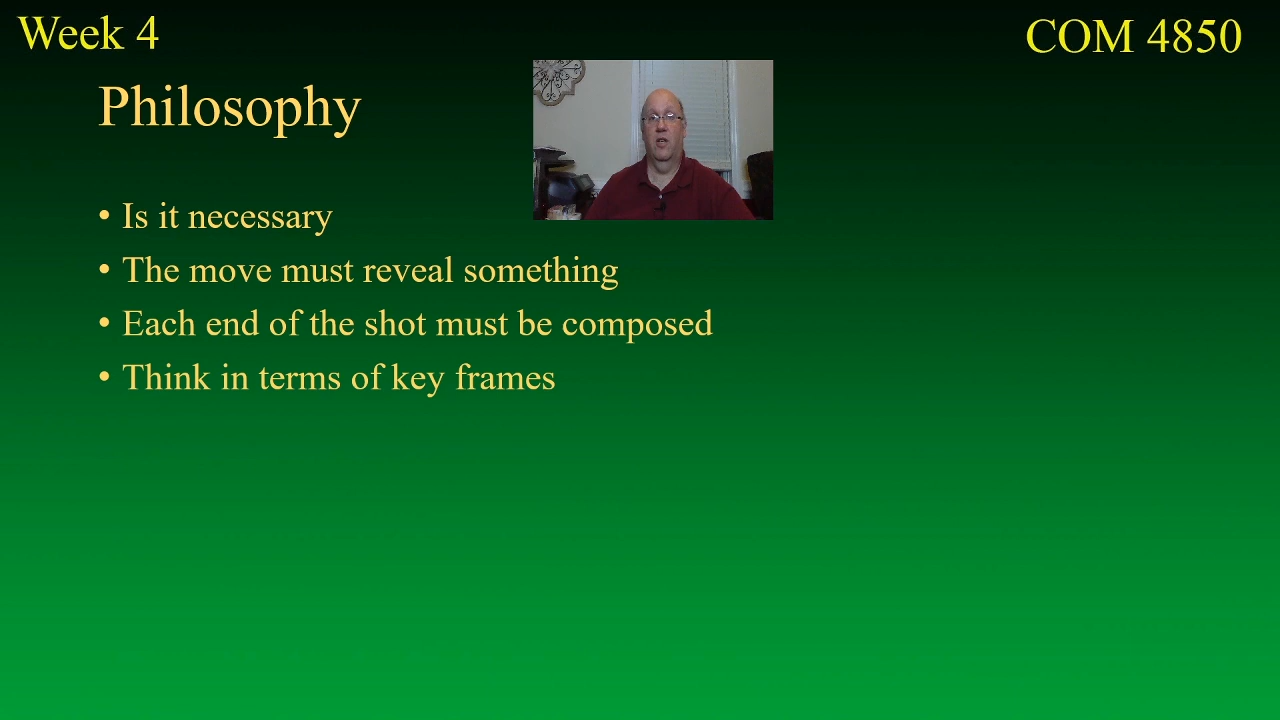 Week 4
COM 4850
Philosophy
• Is it necessary
• The move must reveal something
• Each end of the shot must be composed
• Think in terms of key frames